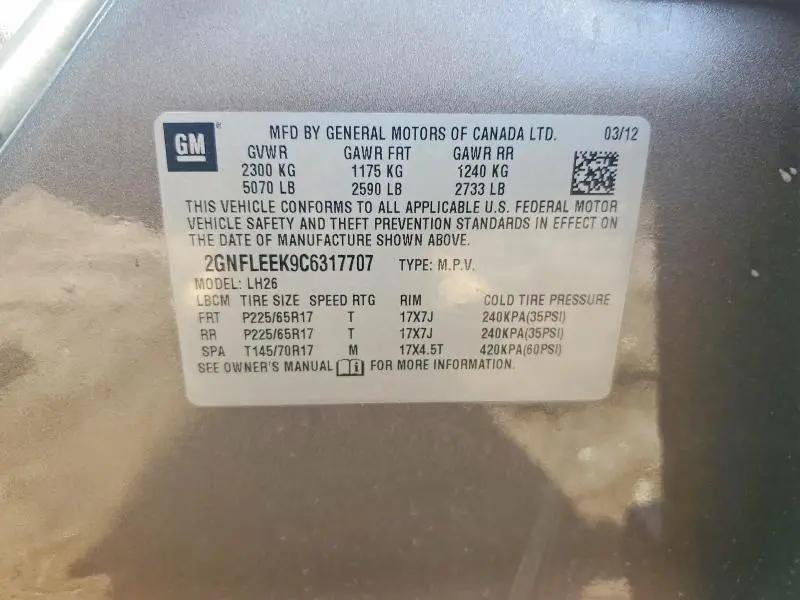 GM
MFD BY GENERAL MOTORS OF CANADA LTD. 03/12
GVWR GAWR FRT GAWR RR
2300 KG 1175 KG 1240 KG
5070 LB 2590 LB 2733 LB
THIS VEHICLE CONFORMS TO ALL APPLICABLE U.S. FEDERAL MOTOR
VEHICLE SAFETY AND THEFT PREVENTION STANDARDS IN EFFECT ON
THE DATE OF MANUFACTURE SHOWN ABOVE.
2GNFLEEK9C6317707 TYPE: M.P.V.
MODEL: LH26
LBCM TIRE SIZE SPEED RTG RIM COLD TIRE PRESSURE
FRT P225/65R17 T 17X7J 240KPA(35PSI)
RR P225/65R17 T 17X7J 240KPA(35PSI)
SPA T145/70R17 M 17X4.5T 420KPA(60PSI)
SEE OWNER'S MANUAL i FOR MORE INFORMATION.